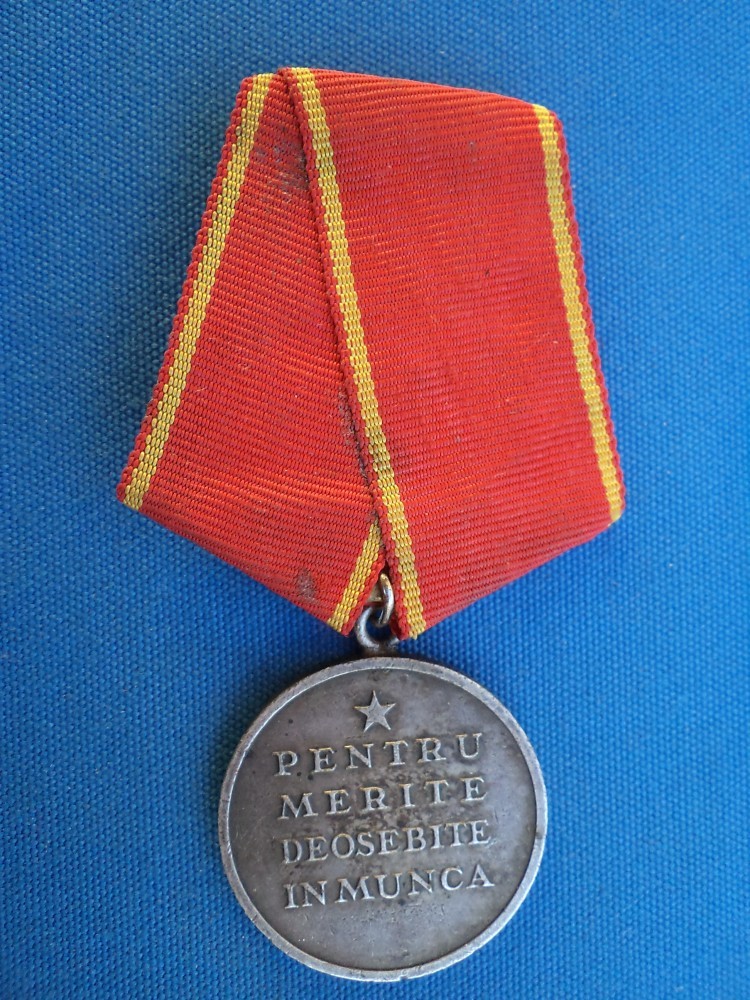 PENTRU
MERITE
DEOSEBITE
IN MUNCA